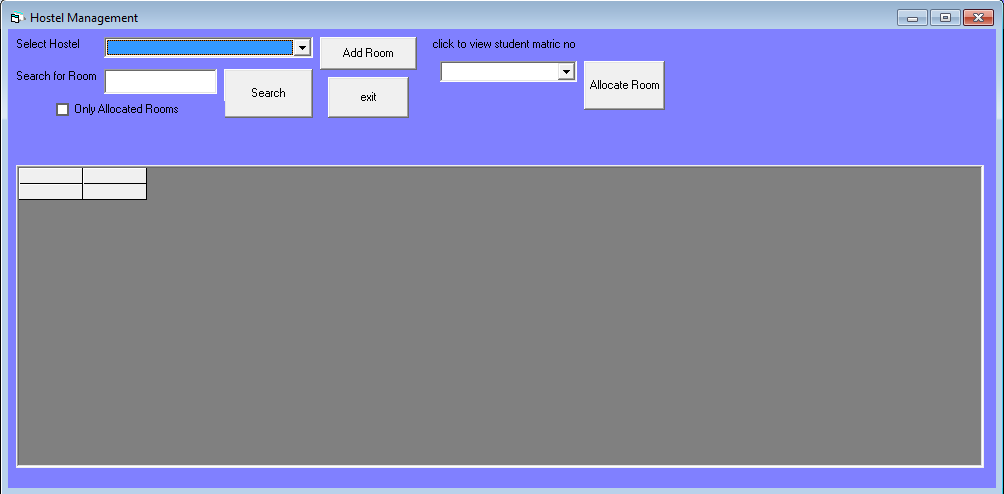 Hostel Management
Select Hostel
Add Room
click to view student matric no
Search for Room
Search
exit
Allocate Room
Only Allocated Rooms